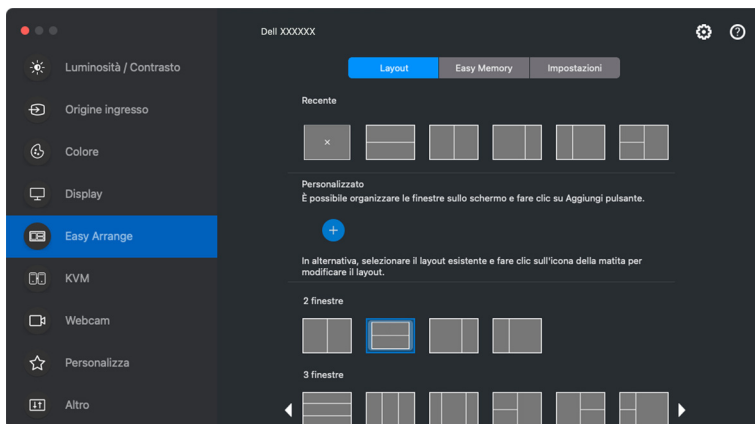 Dell XXXXXX
Luminosità / Contrasto
Origine ingresso
Colore
Display
Easy Arrange
KVM
Webcam
Personalizza
Altro
Layout
Easy Memory
Impostazioni
Recente
Personalizzato
È possibile organizzare le finestre sullo schermo e fare clic su Aggiungi pulsante.
In alternativa, selezionare il layout esistente e fare clic sull'icona della matita per
modificare il layout.
2 finestre
3 finestre